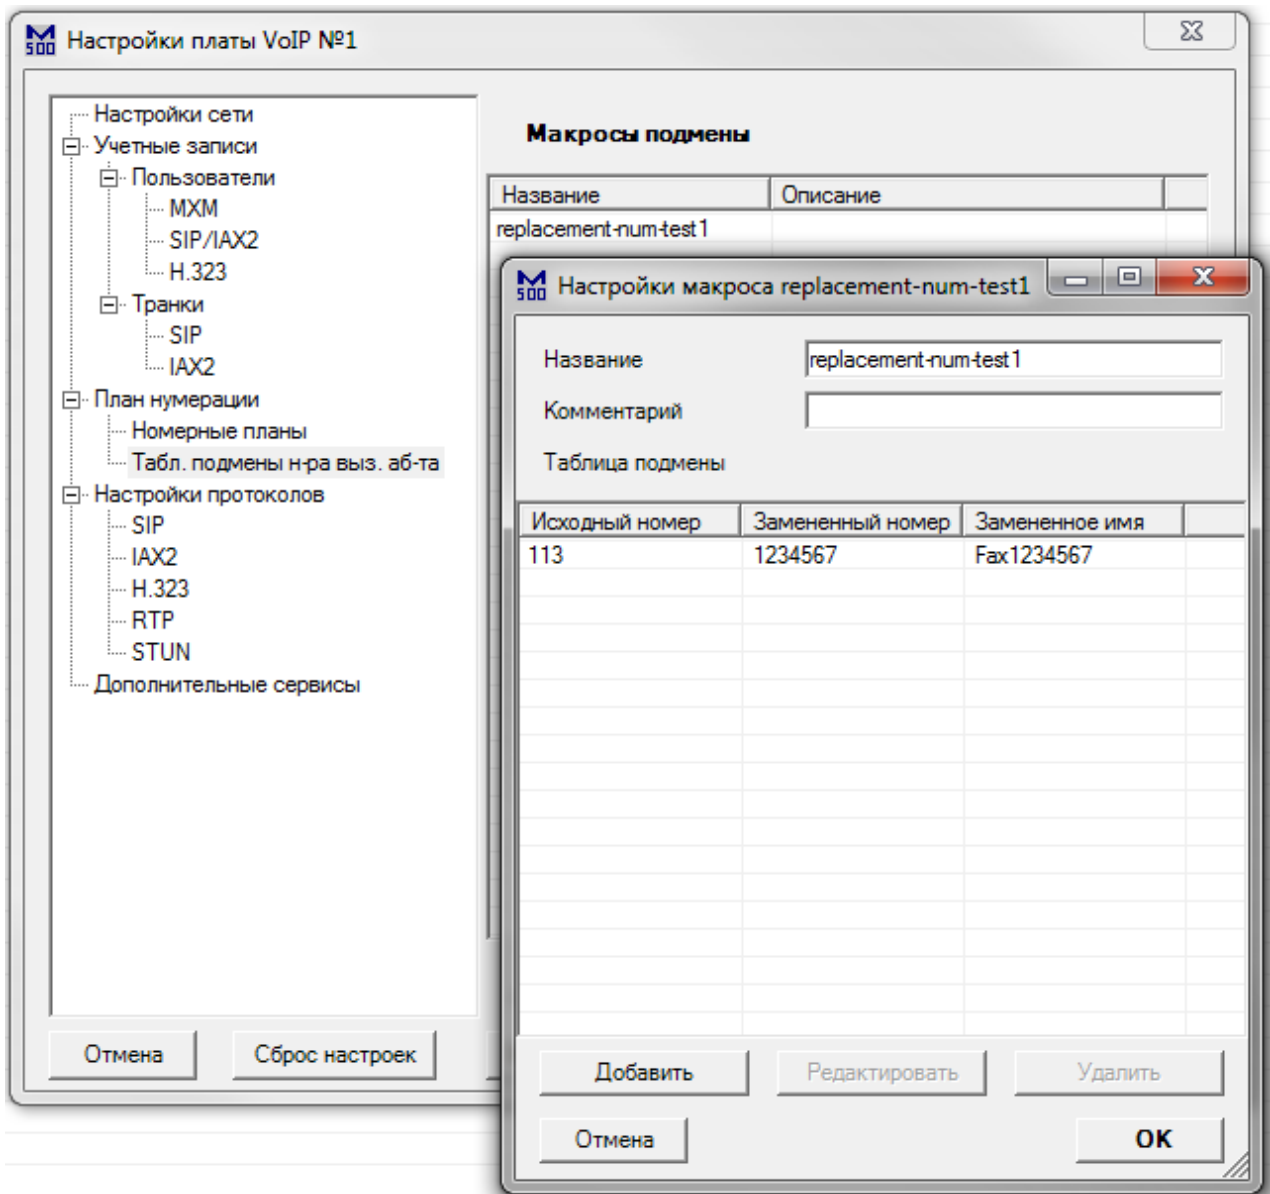 M 500 Настройки платы VoIP №1
Настройки сети
Учетные записи
Пользователи
MXM
SIP/IAX2
H.323
Транки
SIP
IAX2
План нумерации
Номерные планы
Табл. подмены н-ра выз. аб-та
Настройки протоколов
SIP
IAX2
H.323
RTP
STUN
Дополнительные сервисы
Отмена
Сброс настроек
Макросы подмены
Название Описание
replacement-num-test1
M 500 Настройки макроса replacement-num-test1
Название replacement-num-test1
Комментарий
Таблица подмены
Исходный номер Замененный номер Замененное имя
113 1234567 Fax1234567
Добавить Редактировать Удалить
Отмена OK